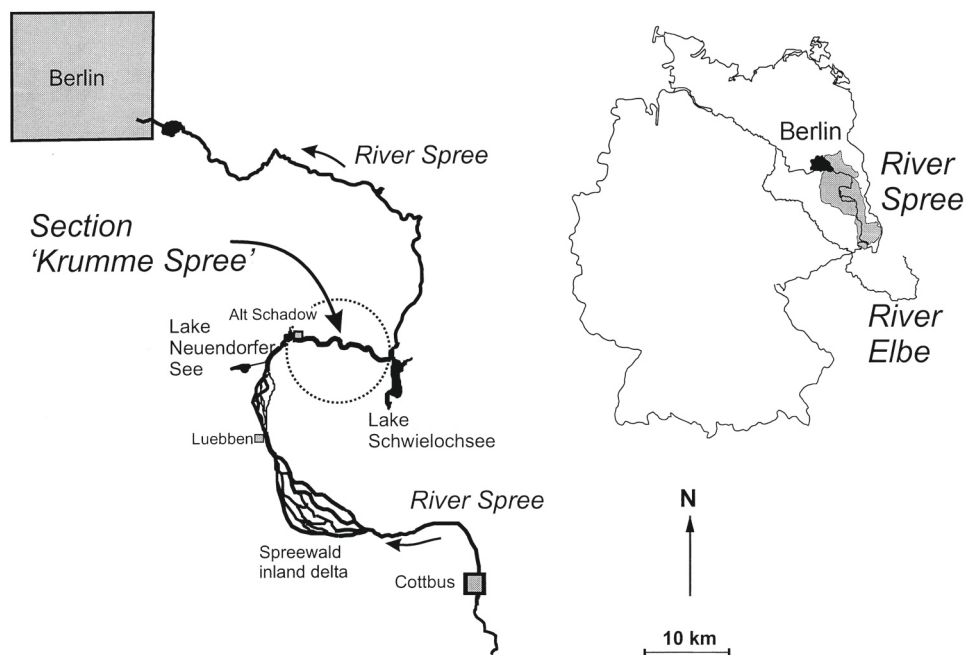 Berlin
River Spree
Section
‘Krumme Spree’
Alt Schadow
Lake
Neuendorfer
See
Lake
Schwielochsee
Luebben
River Spree
Spreewald
inland delta
Cottbus
Berlin
River
Spree
River
Elbe
N
10 km